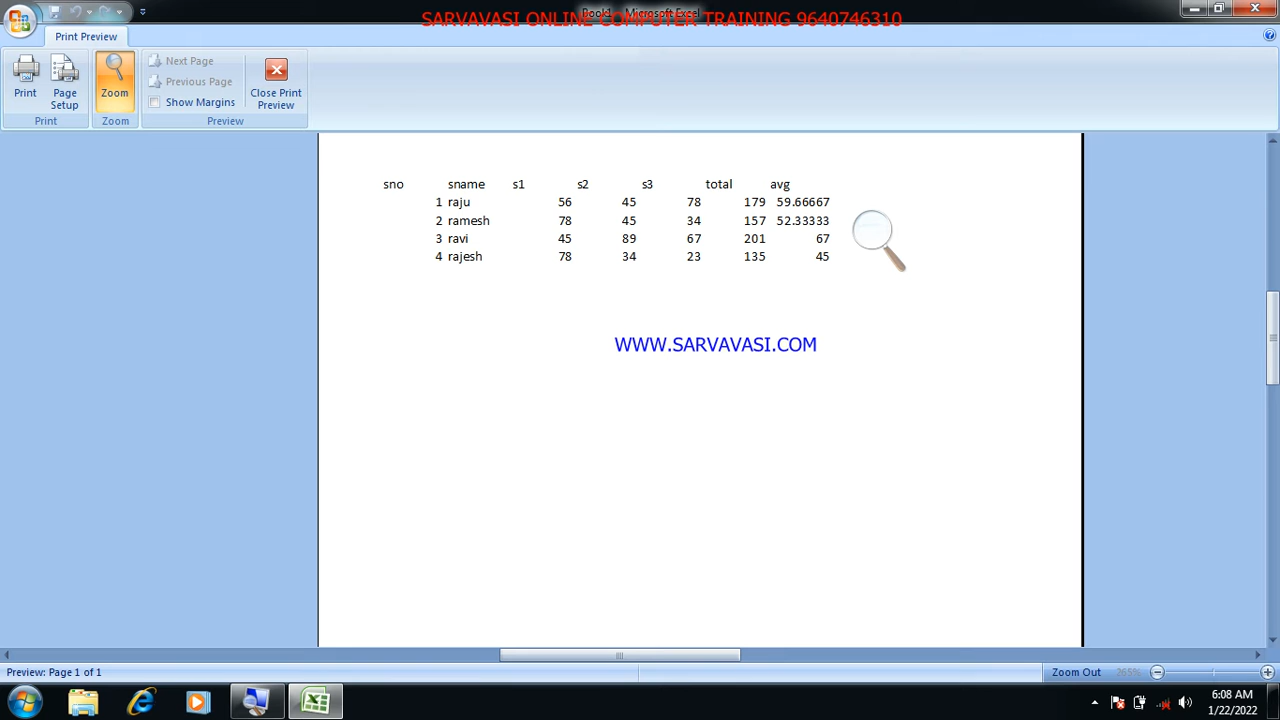 Book1 - Microsoft Excel
SARVAVASI ONLINE COMPUTER TRAINING 9640746310
Print Preview
Print
Page Setup
Zoom
Next Page
Previous Page
Show Margins
Close Print Preview
Print
Zoom
Preview
sno sname s1 s2 s3 total avg
1 raju 56 45 78 179 59.66667
2 ramesh 78 45 34 157 52.33333
3 ravi 45 89 67 201 67
4 rajesh 78 34 23 135 45
WWW.SARVAVASI.COM
Preview: Page 1 of 1
Zoom Out 265%
6:08 AM
1/22/2022